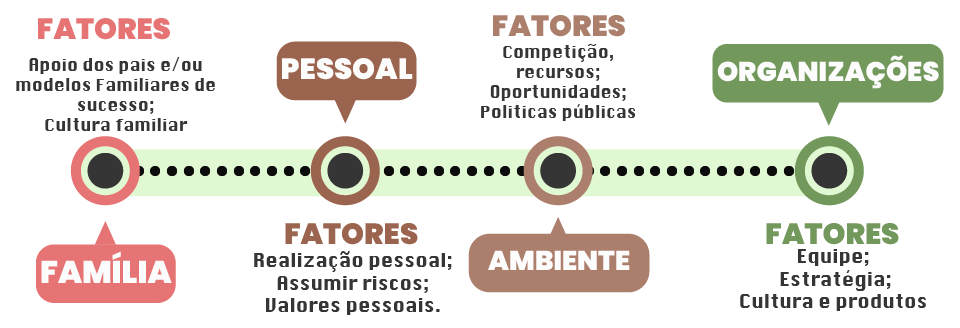 FATORES
Apoio dos pais e/ou
modelos Familiares de
sucesso;
Cultura familiar
FAMÍLIA
PESSOAL
FATORES
Realização pessoal;
Assumir riscos;
Valores pessoais.
FATORES
Competição,
recursos;
Oportunidades;
Politicas públicas
AMBIENTE
ORGANIZAÇÕES
FATORES
Equipe;
Estratégia;
Cultura e produtos